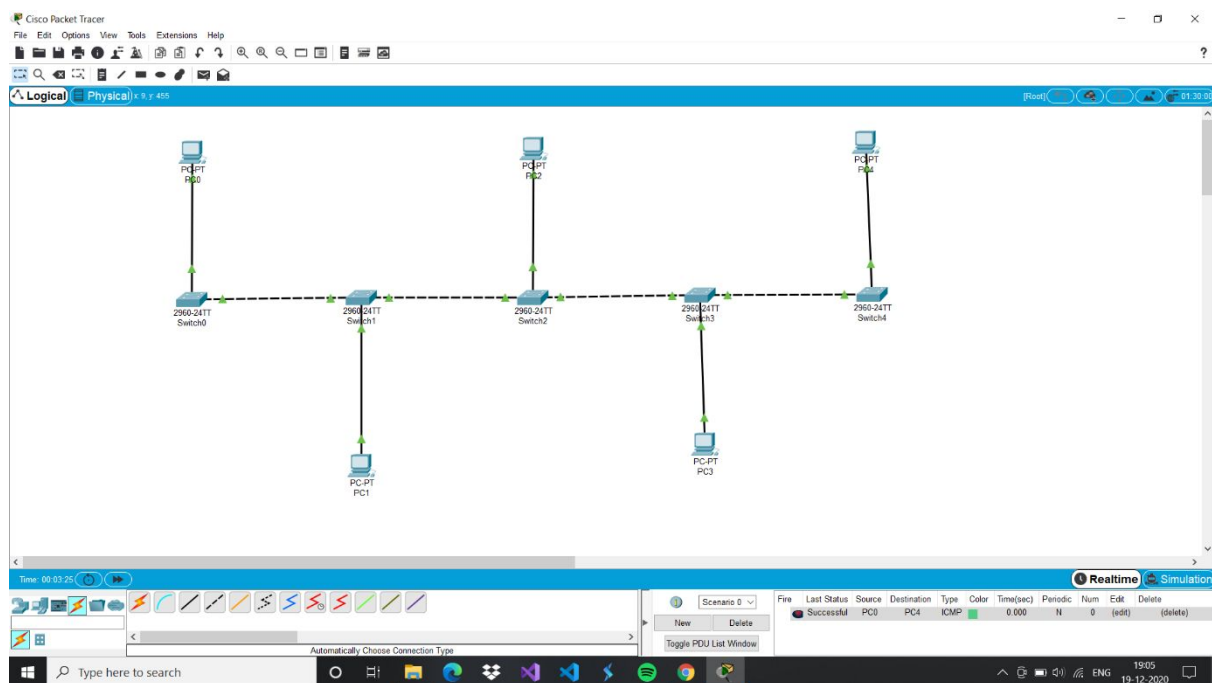 Cisco Packet Tracer
File Edit Options View Tools Extensions Help
?
Logical Physical x: 9, y: 455 [Root] 01:30:00
PC-PT
PC0
PC-PT
PC2
PC-PT
PC4
2960-24TT
Switch0
2960-24TT
Switch1
2960-24TT
Switch2
2960-24TT
Switch3
2960-24TT
Switch4
PC-PT
PC1
PC-PT
PC3
Time: 00:03:25 Realtime Simulation
Scenario 0
New Delete
Toggle PDU List Window
Fire Last Status Source Destination Type Color Time(sec) Periodic Num Edit Delete
Successful PC0 PC4 ICMP 0.000 N 0 (edit) (delete)
Automatically Choose Connection Type
Type here to search
ENG
19:05
19-12-2020